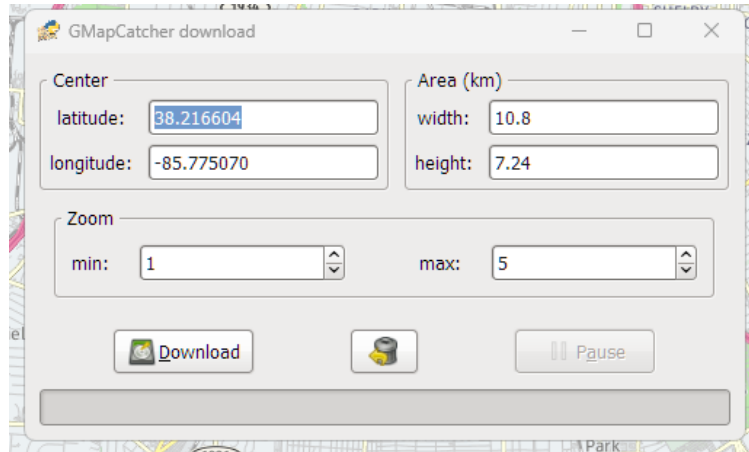 GMapCatcher download
Center
Area (km)
latitude: 38.216604
width: 10.8
longitude: -85.775070
height: 7.24
Zoom
min: 1
max: 5
Download
Pause
Park